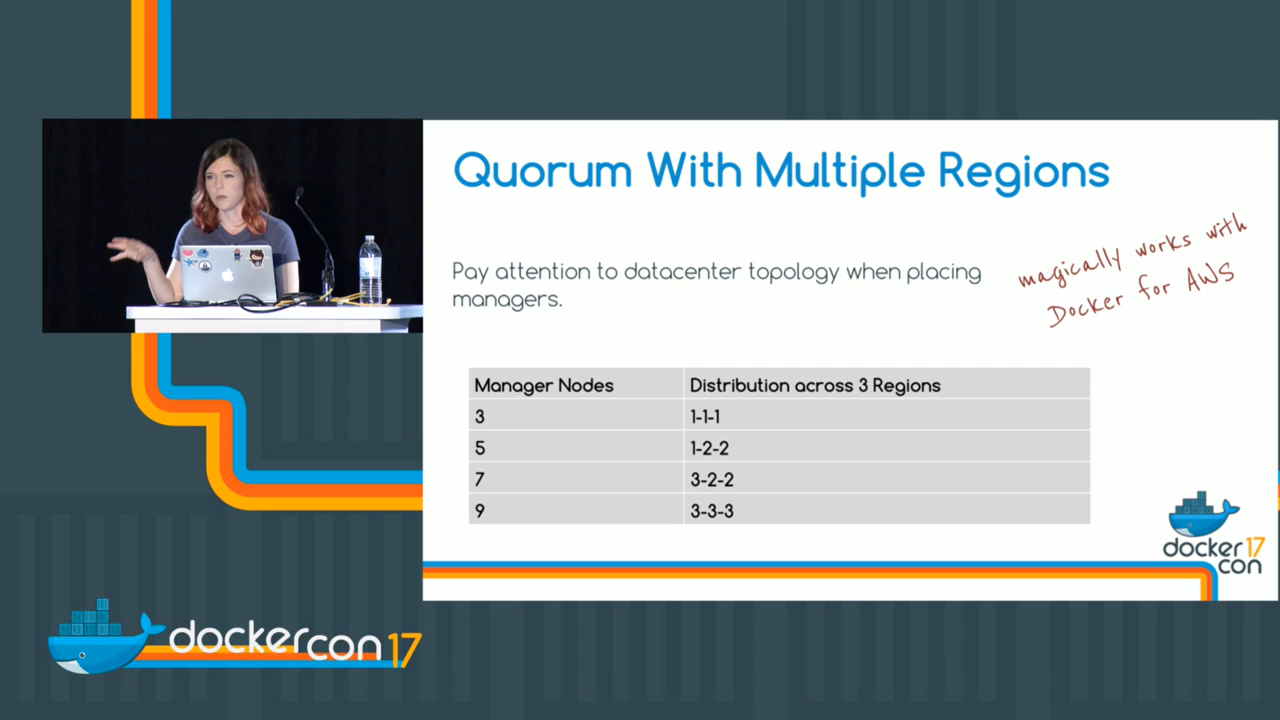 Quorum With Multiple Regions
Pay attention to datacenter topology when placing
managers.
magically works with
Docker for AWS
Manager Nodes Distribution across 3 Regions
3 1-1-1
5 1-2-2
7 3-2-2
9 3-3-3
docker 17
con
dockercon 17